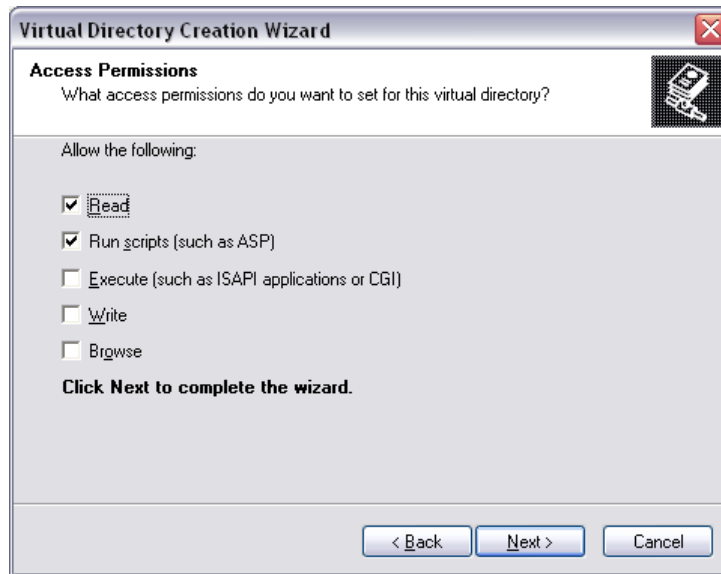 Virtual Directory Creation Wizard
Access Permissions
What access permissions do you want to set for this virtual directory?
Allow the following:
Read
Run scripts (such as ASP)
Execute (such as ISAPI applications or CGI)
Write
Browse
Click Next to complete the wizard.
< Back Next > Cancel